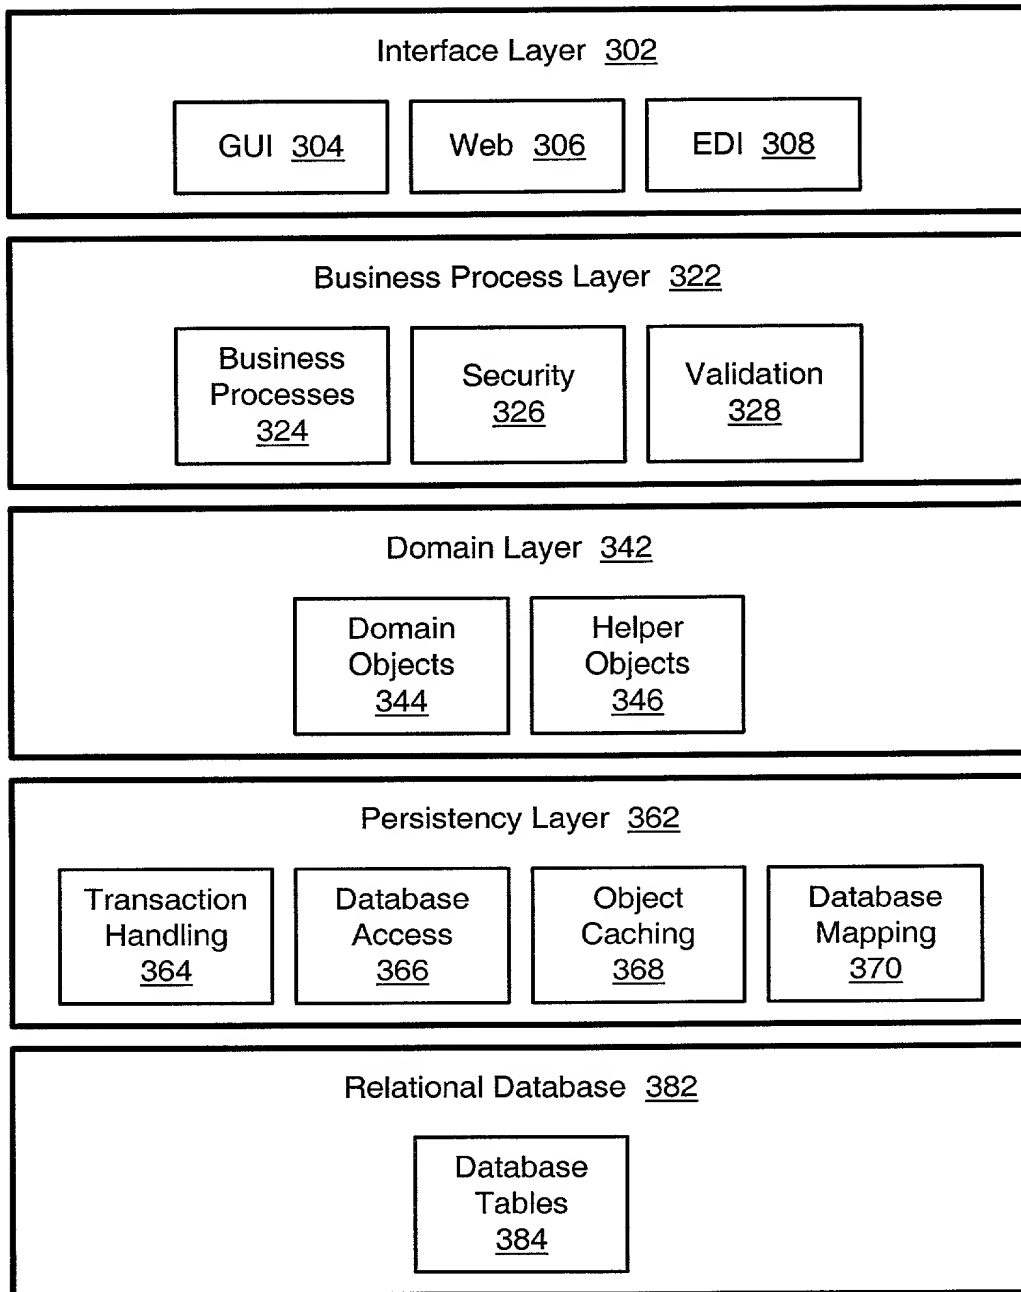 Interface Layer 302
GUI 304
Web 306
EDI 308
Business Process Layer 322
Business
Processes
324
Security
326
Validation
328
Domain Layer 342
Domain
Objects
344
Helper
Objects
346
Persistency Layer 362
Transaction
Handling
364
Database
Access
366
Object
Caching
368
Database
Mapping
370
Relational Database 382
Database
Tables
384